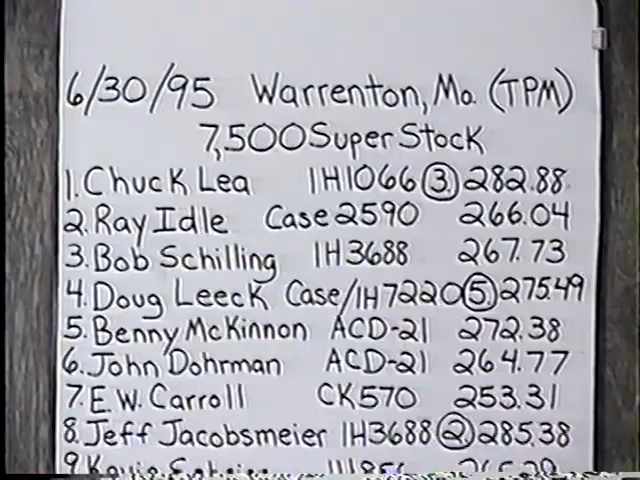 6/30/95 Warrenton, Mo. (TPM)
7,500 Super Stock
1. Chuck Lea IH1066 3 282.88
2. Ray Idle Case 2590 266.04
3. Bob Schilling IH3688 267.73
4. Doug Leeck Case/IH7220 5 275.49
5. Benny McKinnon ACD-21 272.38
6. John Dohrman ACD-21 264.77
7. E.W. Carroll CK570 253.31
8. Jeff Jacobsmeier IH3688 2 285.38
9.